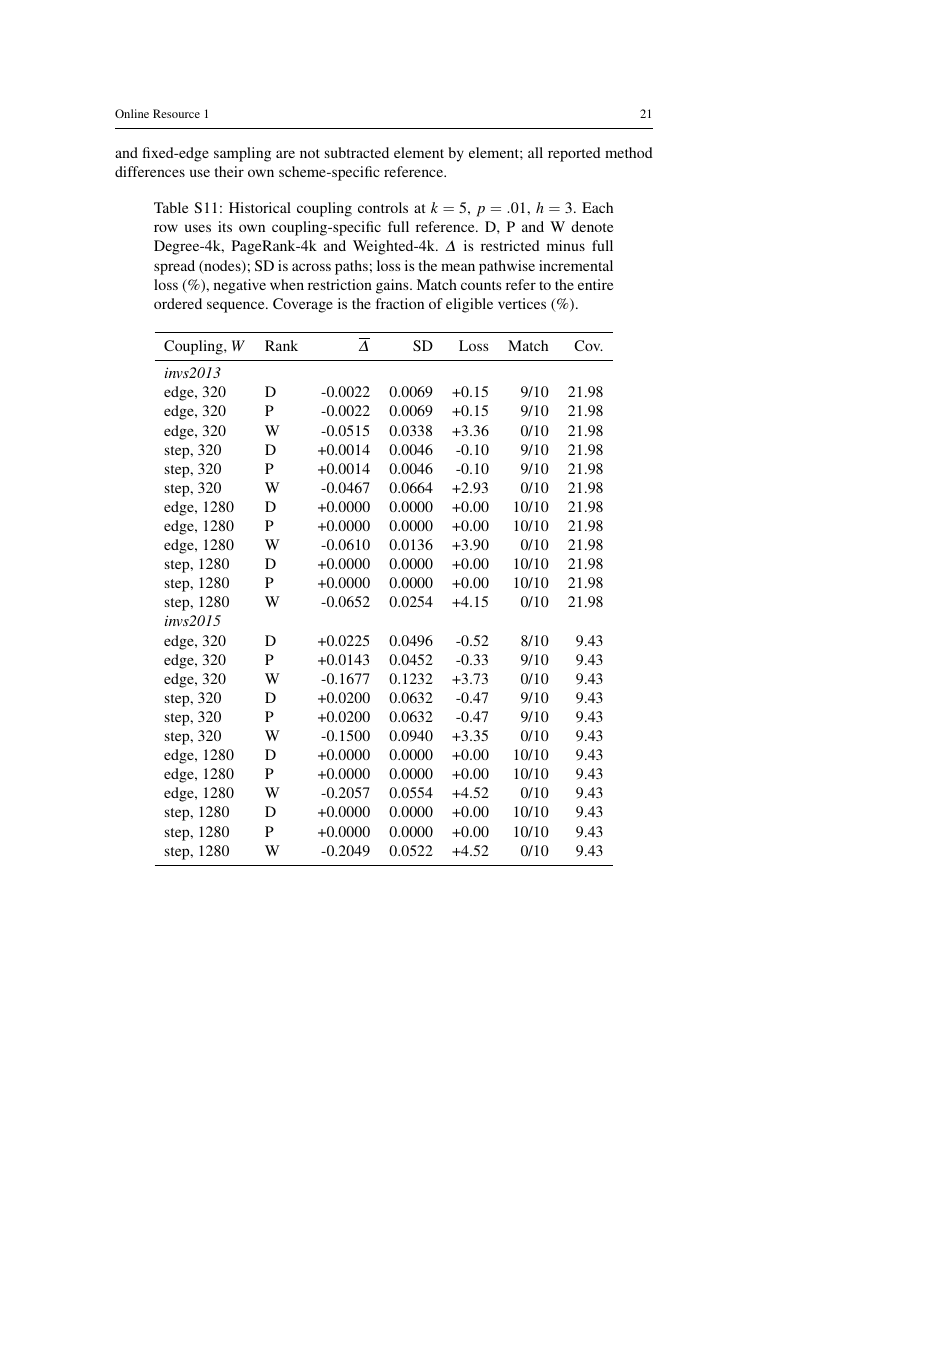 Online Resource 1 21
and fixed-edge sampling are not subtracted element by element; all reported method
differences use their own scheme-specific reference.
Table S11: Historical coupling controls at k = 5, p = .01, h = 3. Each
row uses its own coupling-specific full reference. D, P and W denote
Degree-4k, PageRank-4k and Weighted-4k. Δ is restricted minus full
spread (nodes); SD is across paths; loss is the mean pathwise incremental
loss (%), negative when restriction gains. Match counts refer to the entire
ordered sequence. Coverage is the fraction of eligible vertices (%).
Coupling, W Rank Δ̅ SD Loss Match Cov.
invs2013
edge, 320 D -0.0022 0.0069 +0.15 9/10 21.98
edge, 320 P -0.0022 0.0069 +0.15 9/10 21.98
edge, 320 W -0.0515 0.0338 +3.36 0/10 21.98
step, 320 D +0.0014 0.0046 -0.10 9/10 21.98
step, 320 P +0.0014 0.0046 -0.10 9/10 21.98
step, 320 W -0.0467 0.0664 +2.93 0/10 21.98
edge, 1280 D +0.0000 0.0000 +0.00 10/10 21.98
edge, 1280 P +0.0000 0.0000 +0.00 10/10 21.98
edge, 1280 W -0.0610 0.0136 +3.90 0/10 21.98
step, 1280 D +0.0000 0.0000 +0.00 10/10 21.98
step, 1280 P +0.0000 0.0000 +0.00 10/10 21.98
step, 1280 W -0.0652 0.0254 +4.15 0/10 21.98
invs2015
edge, 320 D +0.0225 0.0496 -0.52 8/10 9.43
edge, 320 P +0.0143 0.0452 -0.33 9/10 9.43
edge, 320 W -0.1677 0.1232 +3.73 0/10 9.43
step, 320 D +0.0200 0.0632 -0.47 9/10 9.43
step, 320 P +0.0200 0.0632 -0.47 9/10 9.43
step, 320 W -0.1500 0.0940 +3.35 0/10 9.43
edge, 1280 D +0.0000 0.0000 +0.00 10/10 9.43
edge, 1280 P +0.0000 0.0000 +0.00 10/10 9.43
edge, 1280 W -0.2057 0.0554 +4.52 0/10 9.43
step, 1280 D +0.0000 0.0000 +0.00 10/10 9.43
step, 1280 P +0.0000 0.0000 +0.00 10/10 9.43
step, 1280 W -0.2049 0.0522 +4.52 0/10 9.43